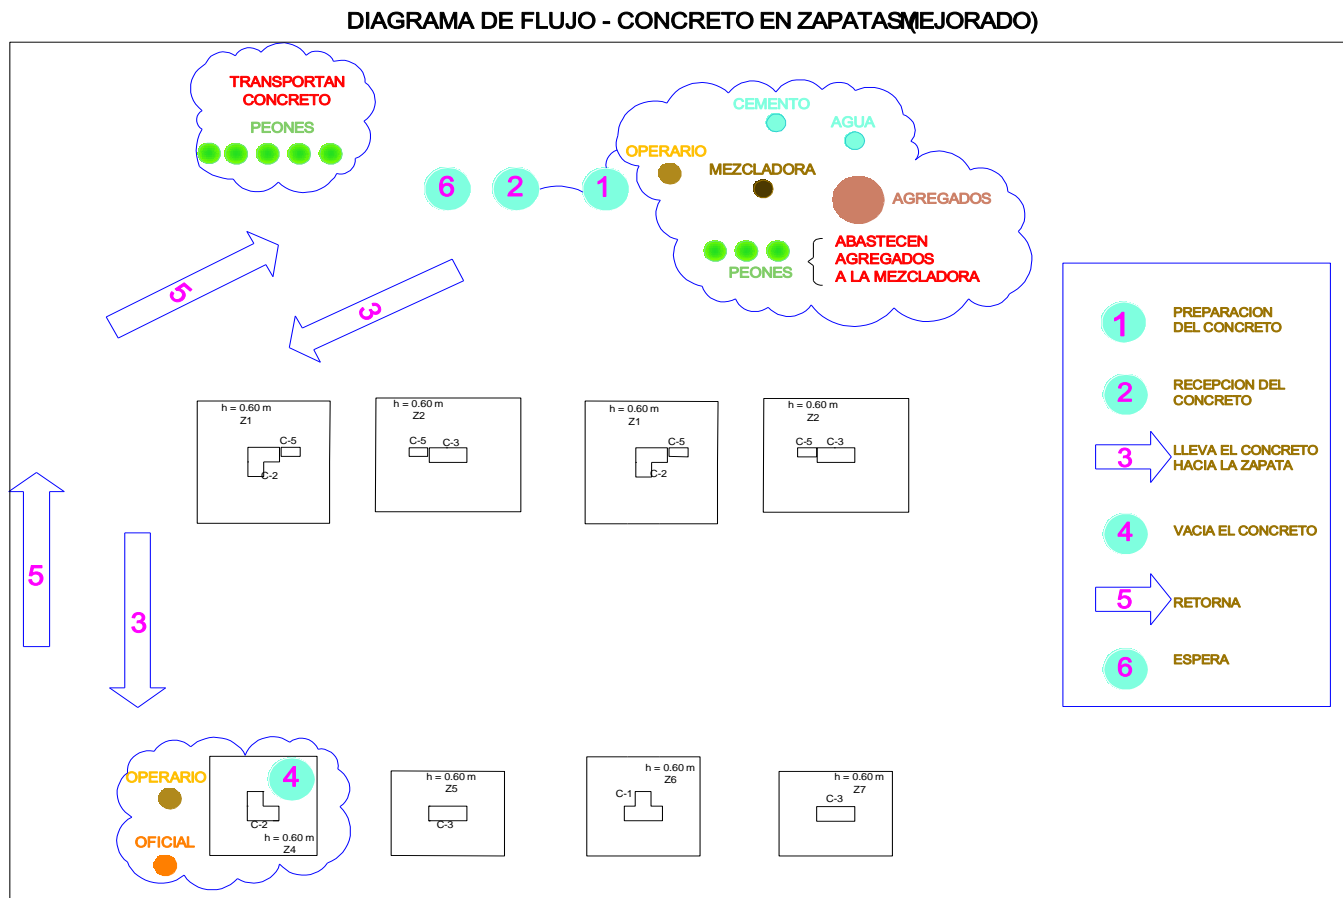 DIAGRAMA DE FLUJO - CONCRETO EN ZAPATAS(MEJORADO)
TRANSPORTAN
CONCRETO
PEONES
CEMENTO
AGUA
OPERARIO
MEZCLADORA
AGREGADOS
6
2
1
PEONES
ABASTECEN
AGREGADOS
A LA MEZCLADORA
5
3
1
PREPARACION
DEL CONCRETO
2
RECEPCION DEL
CONCRETO
3
LLEVA EL CONCRETO
HACIA LA ZAPATA
4
VACIA EL CONCRETO
5
RETORNA
6
ESPERA
h = 0.60 m
Z1
C-5
C-2
h = 0.60 m
Z2
C-5
C-3
h = 0.60 m
Z1
C-5
C-2
h = 0.60 m
Z2
C-5
C-3
5
3
OPERARIO
OFICIAL
4
C-2
h = 0.60 m
Z4
h = 0.60 m
Z5
C-3
h = 0.60 m
Z6
C-1
h = 0.60 m
Z7
C-3